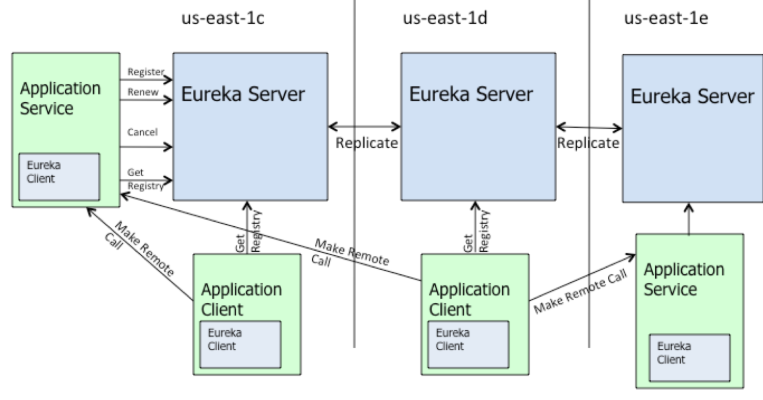 us-east-1c
us-east-1d
us-east-1e
Application
Service
Eureka
Client
Register
Renew
Cancel
Get
Registry
Eureka Server
Replicate
Eureka Server
Replicate
Eureka Server
Make Remote
Call
Get
Registry
Make Remote
Call
Get
Registry
Make Remote Call
Application
Client
Eureka
Client
Application
Client
Eureka
Client
Application
Service
Eureka
Client